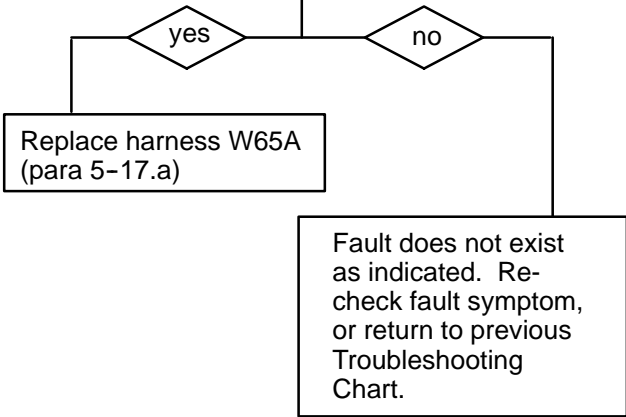 yes
no
Replace harness W65A
(para 5-17.a)
Fault does not exist
as indicated. Re-
check fault symptom,
or return to previous
Troubleshooting
Chart.